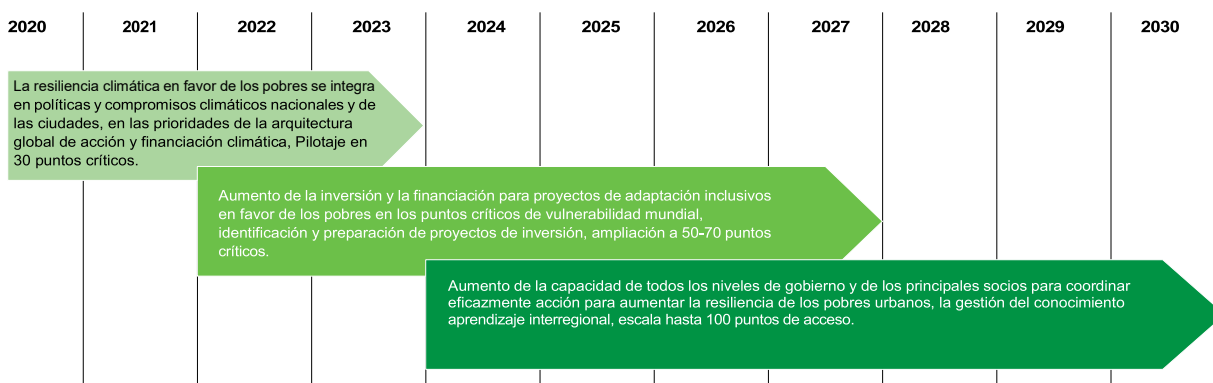 2020 2021 2022 2023 2024 2025 2026 2027 2028 2029 2030
La resiliencia climática en favor de los pobres se integra
en políticas y compromisos climáticos nacionales y de
las ciudades, en las prioridades de la arquitectura
global de acción y financiación climática, Pilotaje en
30 puntos críticos.
Aumento de la inversión y la financiación para proyectos de adaptación inclusivos
en favor de los pobres en los puntos críticos de vulnerabilidad mundial,
identificación y preparación de proyectos de inversión, ampliación a 50-70 puntos
críticos.
Aumento de la capacidad de todos los niveles de gobierno y de los principales socios para coordinar
eficazmente acción para aumentar la resiliencia de los pobres urbanos, la gestión del conocimiento
aprendizaje interregional, escala hasta 100 puntos de acceso.